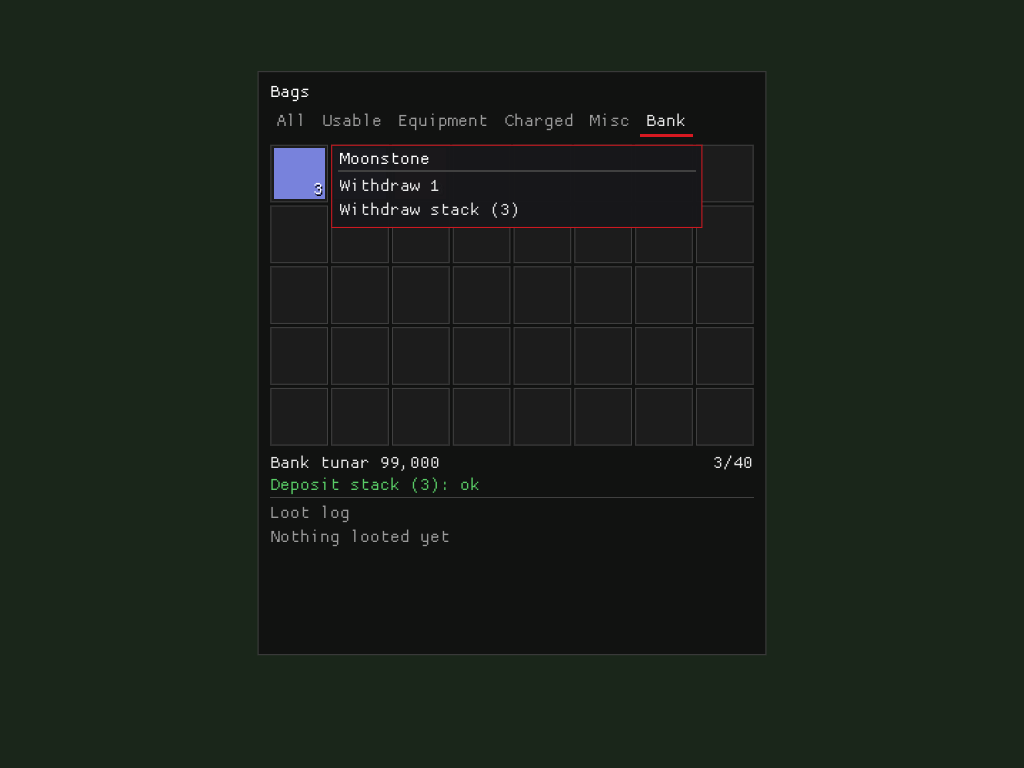 Bags
All Usable Equipment Charged Misc Bank
3
Moonstone
Withdraw 1
Withdraw stack (3)
Bank tunar 99,000 3/40
Deposit stack (3): ok
Loot log
Nothing looted yet